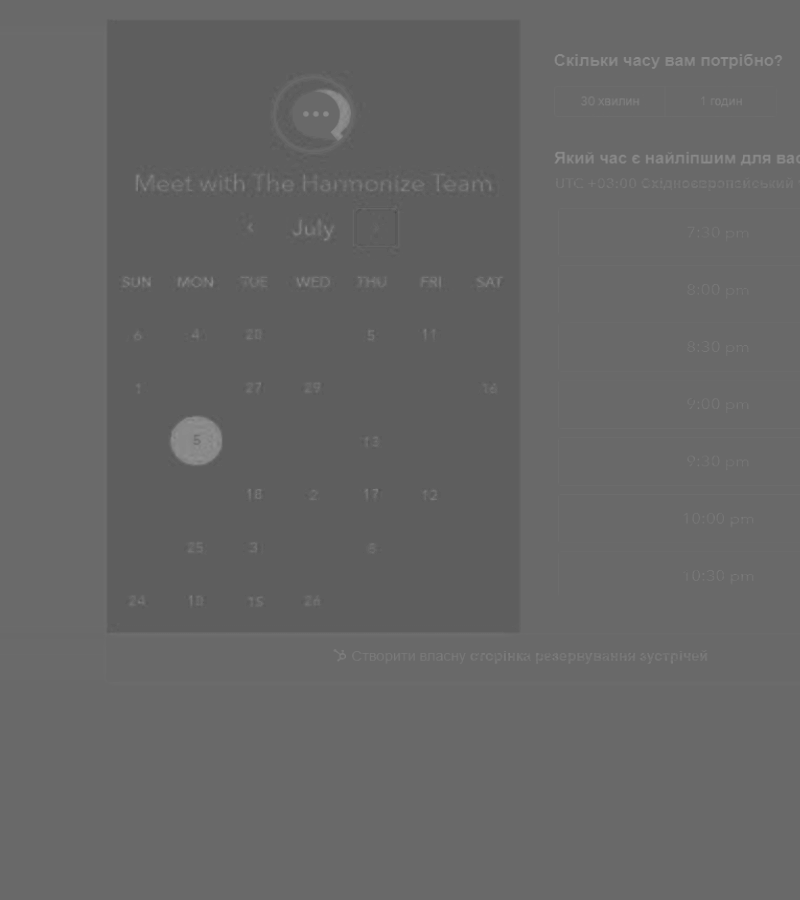 Meet with The Harmonize Team
July
SUN MON TUE WED THU FRI SAT
6 4 28 5 11
1 27 29 16
5
13
18 2 17 12
25 3 8
24 18 15 26
Скільки часу вам потрібно?
30 хвилин 1 годин
Який час є найліпшим для вас
UTC +03:00 Східноєвропейський
7:30 pm
8:00 pm
8:30 pm
9:00 pm
9:30 pm
10:00 pm
10:30 pm
Створити власну сторінка резервування зустрічей